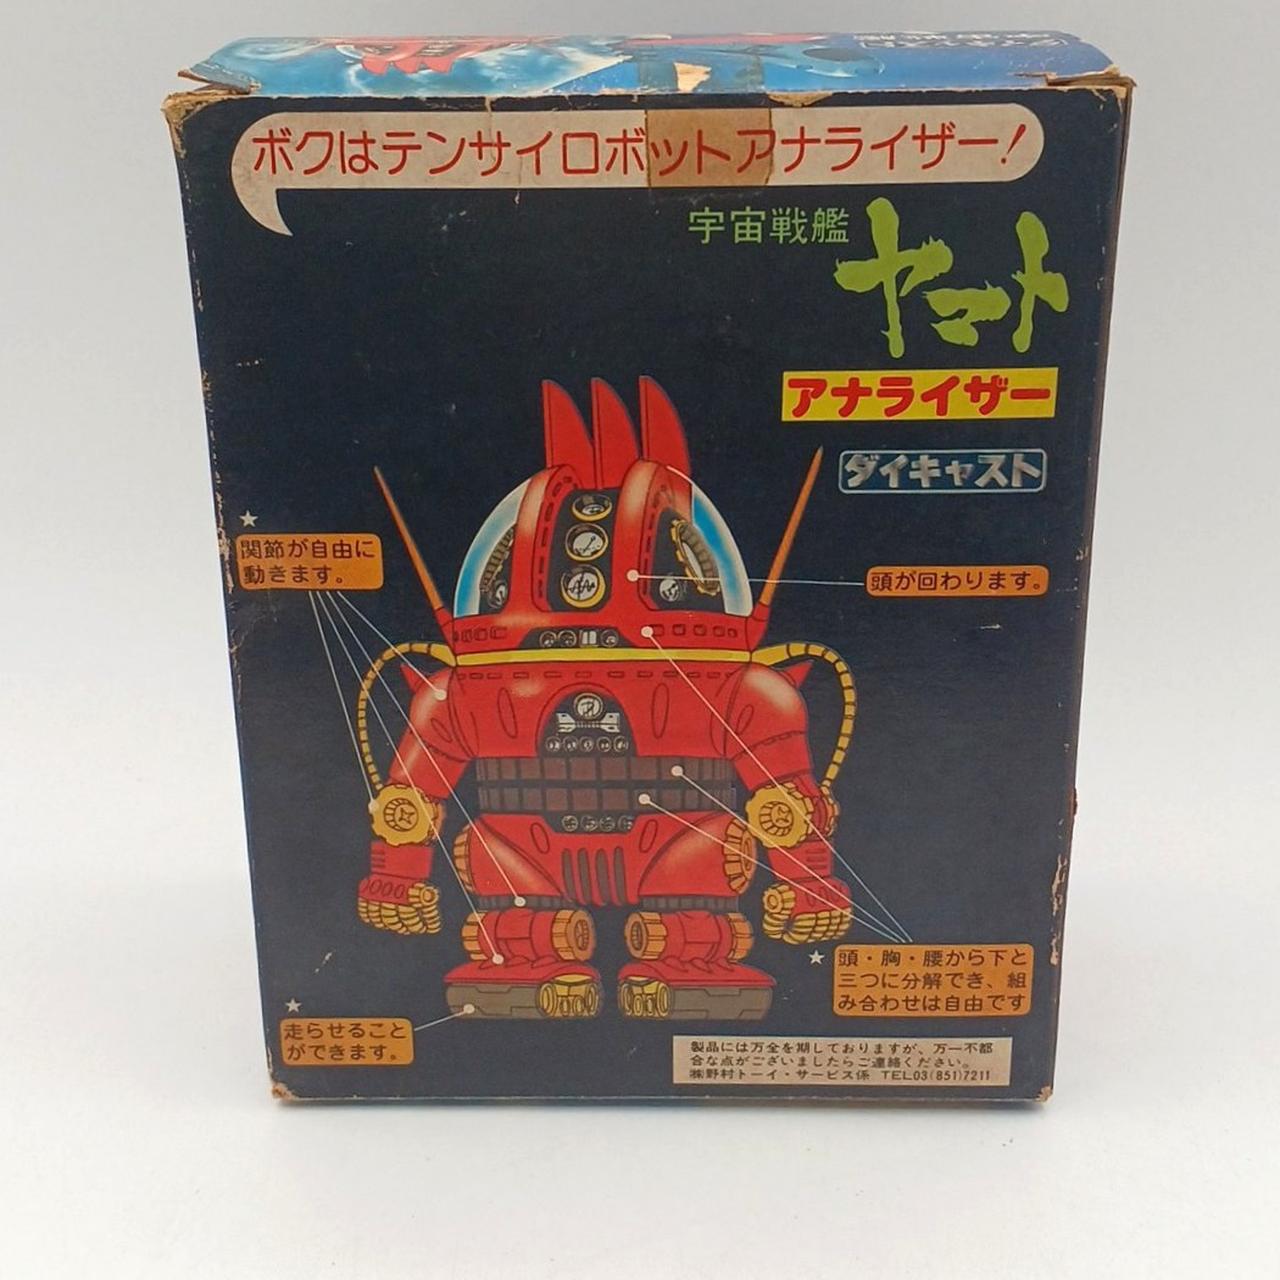 ボクはテンサイロボットアナライザー!
宇宙戦艦
ヤマト
アナライザー
ダイキャスト
関節が自由に
動きます。
頭が回わります。
頭・胸・腰から下と
三つに分解でき、組
み合わせは自由です
走らせること
ができます。
製品には万全を期しておりますが、万一不都
合な点がございましたらご連絡ください。
㈱野村トーイ・サービス係 TEL03(851)7211